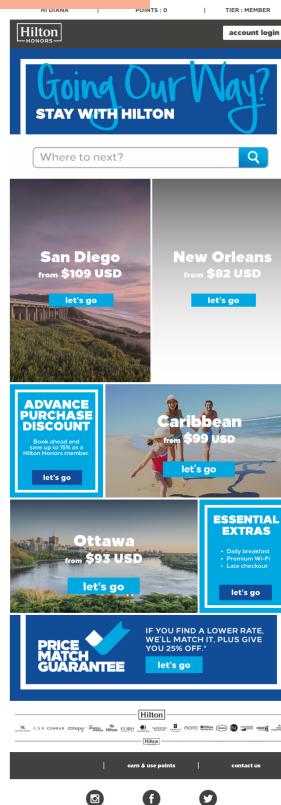 HI DIANA | POINTS : 0 | TIER : MEMBER
Hilton
HONORS
account login
Going Our Way?
STAY WITH HILTON
Where to next?
San Diego
from $109 USD
let's go
New Orleans
from $82 USD
let's go
ADVANCE
PURCHASE
DISCOUNT
Book ahead and
save up to 15% as a
Hilton Honors member.
let's go
Caribbean
from $99 USD
let's go
Ottawa
from $93 USD
let's go
ESSENTIAL
EXTRAS
• Daily breakfast
• Premium Wi-Fi
• Late checkout
let's go
PRICE
MATCH
GUARANTEE
IF YOU FIND A LOWER RATE,
WE'LL MATCH IT, PLUS GIVE
YOU 25% OFF.*
let's go
Hilton
CONRAD canopy Hilton CURIO
Hilton
| earn & use points | contact us